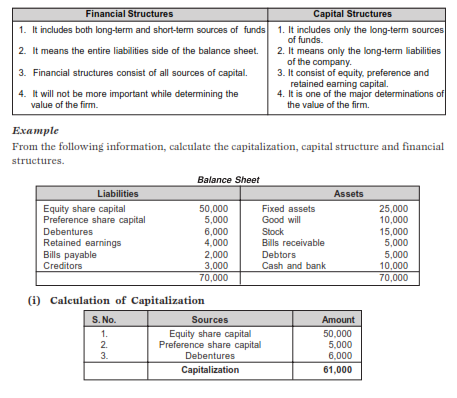 Financial Structures Capital Structures
1. It includes both long-term and short-term sources of funds 1. It includes only the long-term sources
of funds.
2. It means the entire liabilities side of the balance sheet. 2. It means only the long-term liabilities
of the company.
3. Financial structures consist of all sources of capital. 3. It consist of equity, preference and
retained earning capital.
4. It will not be more important while determining the 4. It is one of the major determinations of
value of the firm. the value of the firm.
Example
From the following information, calculate the capitalization, capital structure and financial
structures.
Balance Sheet
Liabilities Assets
Equity share capital 50,000 Fixed assets 25,000
Preference share capital 5,000 Good will 10,000
Debentures 6,000 Stock 15,000
Retained earnings 4,000 Bills receivable 5,000
Bills payable 2,000 Debtors 5,000
Creditors 3,000 Cash and bank 10,000
70,000 70,000
(i) Calculation of Capitalization
S. No. Sources Amount
1. Equity share capital 50,000
2. Preference share capital 5,000
3. Debentures 6,000
Capitalization 61,000